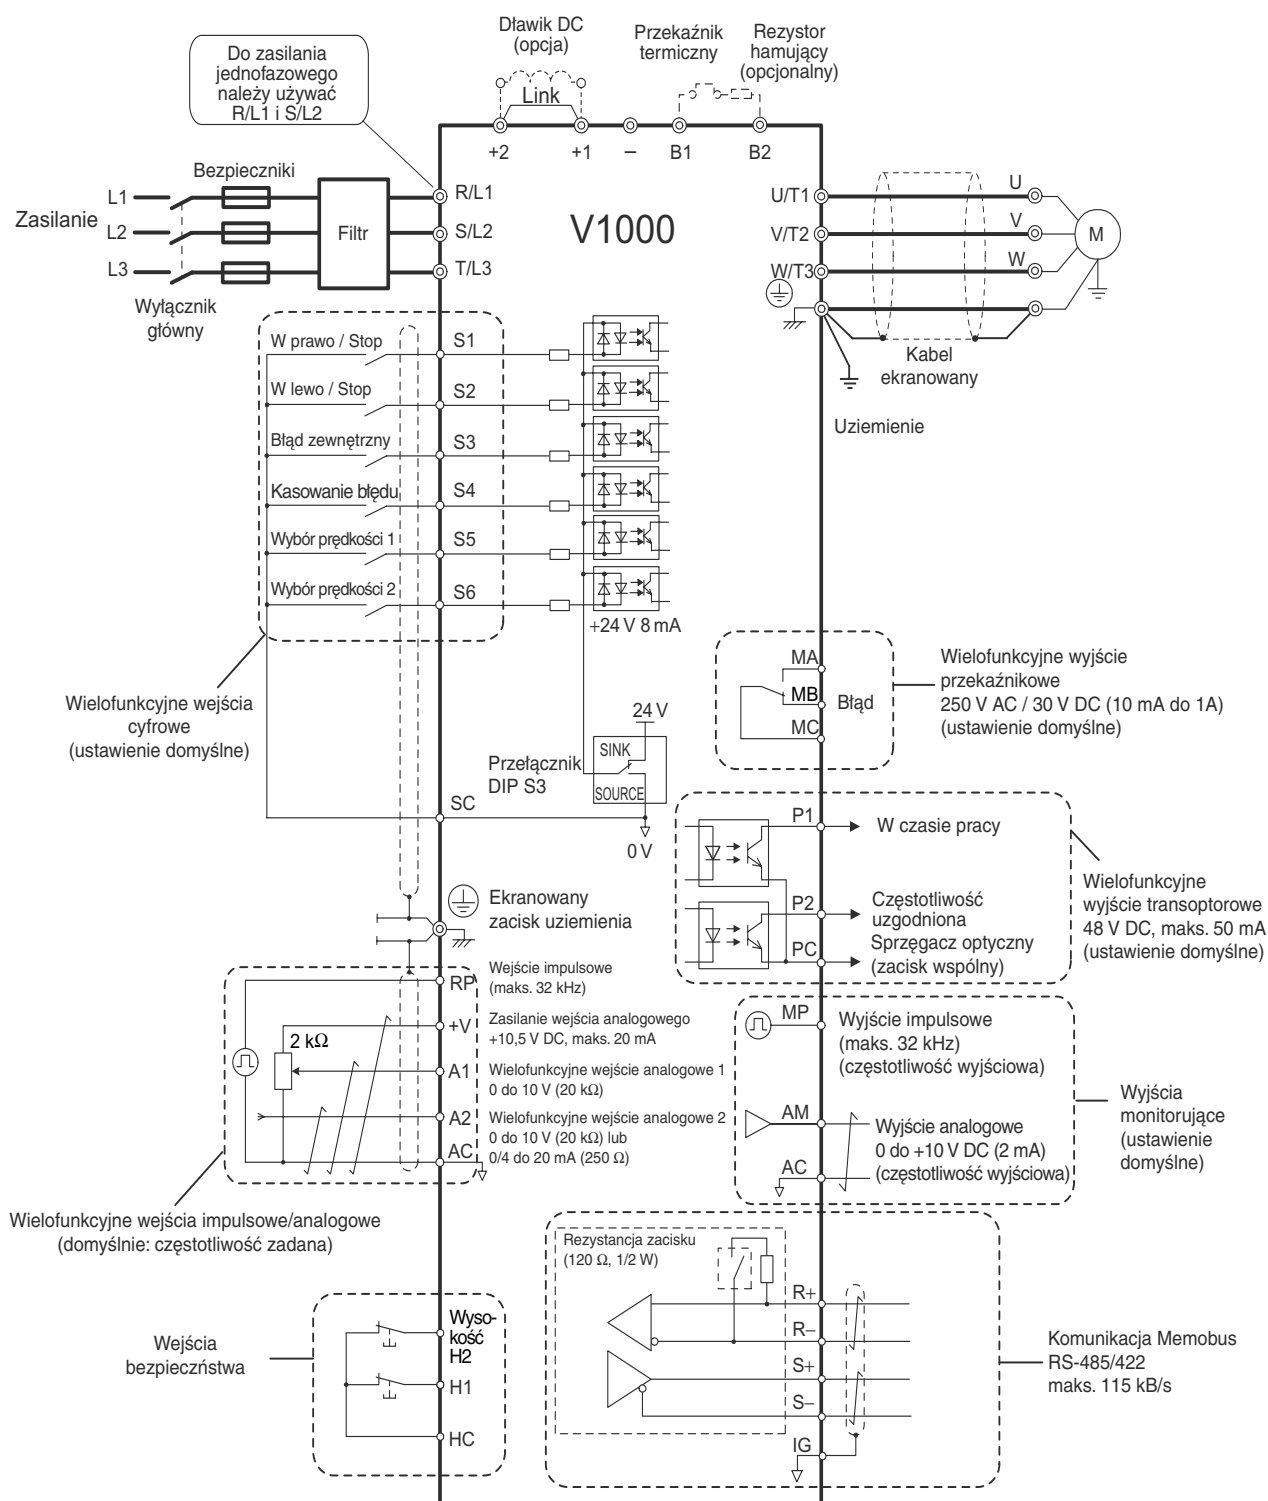 Dławik DC
(opcja)
Przekaźnik
termiczny
Rezystor
hamujący
(opcjonalny)
Do zasilania
jednofazowego
należy używać
R/L1 i S/L2
Link
+2
+1
–
B1
B2
Bezpieczniki
Zasilanie
L1
L2
L3
Filtr
R/L1
S/L2
T/L3
V1000
U/T1
V/T2
W/T3
U
V
W
M
Wyłącznik
główny
Kabel
ekranowany
Uziemienie
W prawo / Stop
S1
W lewo / Stop
S2
Błąd zewnętrzny
S3
Kasowanie błędu
S4
Wybór prędkości 1
S5
Wybór prędkości 2
S6
+24 V 8 mA
Wielofunkcyjne wejścia
cyfrowe
(ustawienie domyślne)
24 V
SINK
SOURCE
Przełącznik
DIP S3
SC
0 V
MA
MB
MC
Błąd
Wielofunkcyjne wyjście
przekaźnikowe
250 V AC / 30 V DC (10 mA do 1A)
(ustawienie domyślne)
P1
W czasie pracy
P2
Częstotliwość
uzgodniona
PC
Sprzęgacz optyczny
(zacisk wspólny)
Wielofunkcyjne
wyjście transoptorowe
48 V DC, maks. 50 mA
(ustawienie domyślne)
Ekranowany
zacisk uziemienia
RP
Wejście impulsowe
(maks. 32 kHz)
+V
Zasilanie wejścia analogowego
+10,5 V DC, maks. 20 mA
2 kΩ
A1
Wielofunkcyjne wejście analogowe 1
0 do 10 V (20 kΩ)
A2
Wielofunkcyjne wejście analogowe 2
0 do 10 V (20 kΩ) lub
0/4 do 20 mA (250 Ω)
AC
Wielofunkcyjne wejścia impulsowe/analogowe
(domyślnie: częstotliwość zadana)
MP
Wyjście impulsowe
(maks. 32 kHz)
(częstotliwość wyjściowa)
AM
Wyjście analogowe
0 do +10 V DC (2 mA)
(częstotliwość wyjściowa)
AC
Wyjścia
monitorujące
(ustawienie
domyślne)
Wejścia
bezpieczństwa
Wyso-
kość
H2
H1
HC
Rezystancja zacisku
(120 Ω, 1/2 W)
R+
R–
S+
S–
IG
Komunikacja Memobus
RS-485/422
maks. 115 kB/s